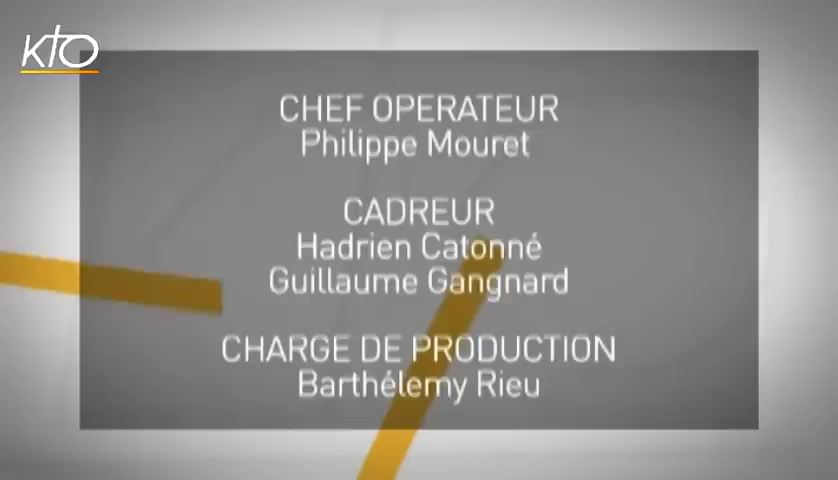 KTO
CHEF OPERATEUR
Philippe Mouret
CADREUR
Hadrien Catonné
Guillaume Gangnard
CHARGE DE PRODUCTION
Barthélemy Rieu